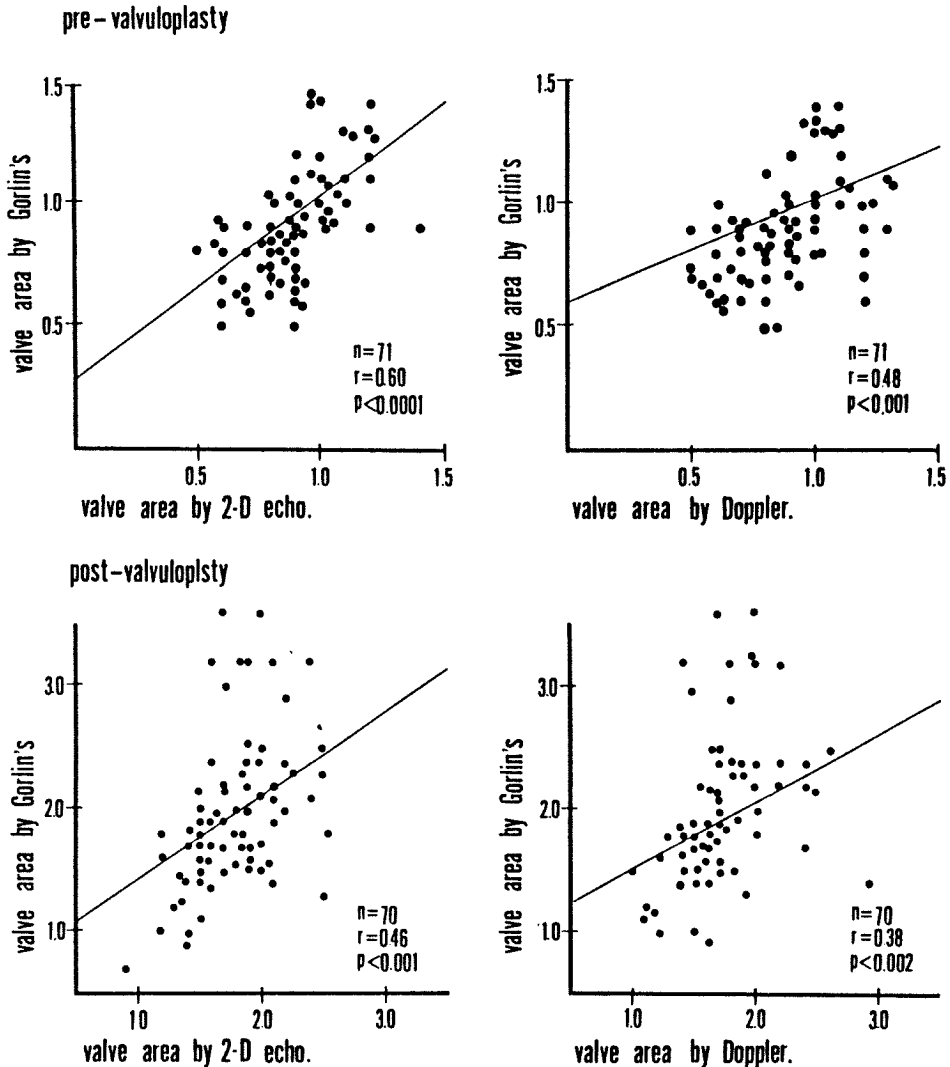 pre-valvuloplasty
valve area by Gorlin's
1.5
1.0
0.5
n=71
r=0.60
p<0.0001
0.5 1.0 1.5
valve area by 2-D echo.
valve area by Gorlin's
1.5
1.0
0.5
n=71
r=0.48
p<0.001
0.5 1.0 1.5
valve area by Doppler.
post-valvuloplsty
valve area by Gorlin's
3.0
2.0
1.0
n=70
r=0.46
p<0.001
1.0 2.0 3.0
valve area by 2-D echo.
valve area by Gorlin's
3.0
2.0
1.0
n=70
r=0.38
p<0.002
1.0 2.0 3.0
valve area by Doppler.